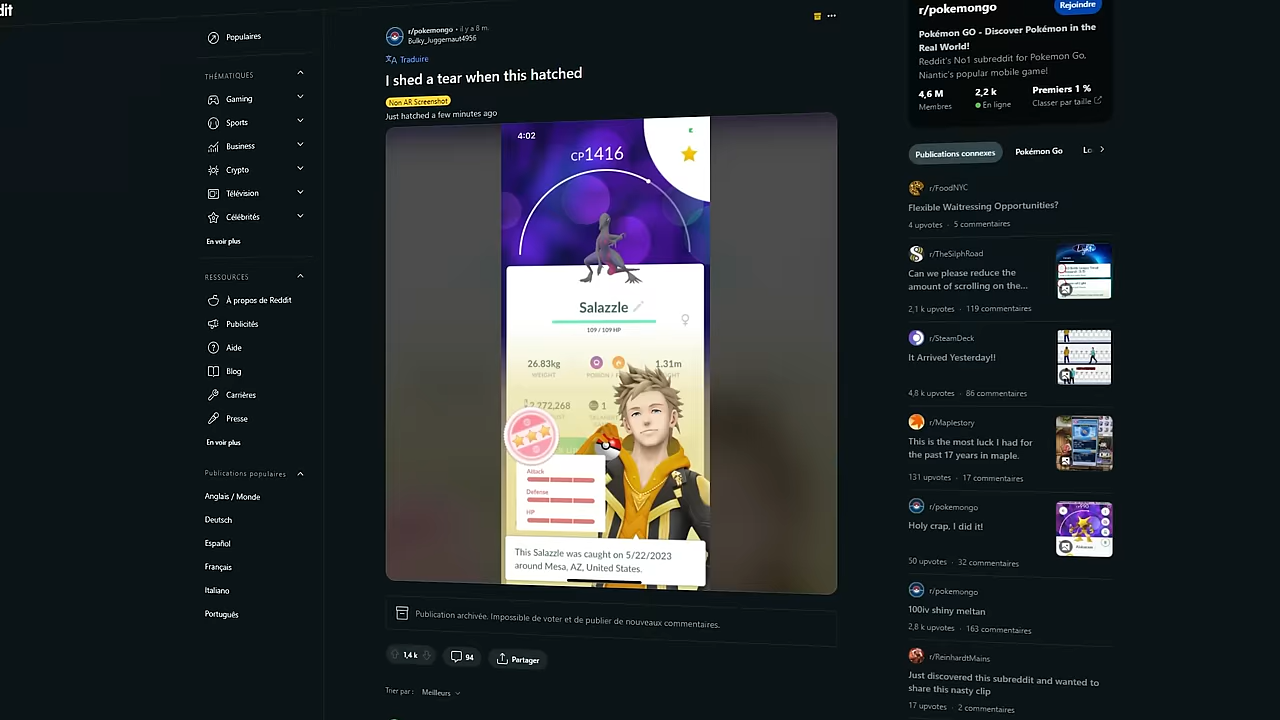 dit
Populaires
THÉMATIQUES
Gaming
Sports
Business
Crypto
Télévision
Célébrités
En voir plus
RESSOURCES
À propos de Reddit
Publicités
Aide
Blog
Carrières
Presse
En voir plus
Publications populaires
Anglais / Monde
Deutsch
Español
Français
Italiano
Português
r/pokemongo • il y a 8 m.
Bulky_Juggernaut4956
Traduire
I shed a tear when this hatched
Non AR Screenshot
Just hatched a few minutes ago
4:02
CP1416
Salazzle
109 / 109 HP
26.83kg
WEIGHT
POISON /
1.31m
2,272,268
1
Attack
Defense
HP
This Salazzle was caught on 5/22/2023
around Mesa, AZ, United States.
Publication archivée. Impossible de voter et de publier de nouveaux commentaires.
1,4 k
94
Partager
Trier par :
Meilleurs
r/pokemongo
Rejoindre
Pokémon GO - Discover Pokémon in the
Real World!
Reddit's No1 subreddit for Pokemon Go,
Niantic's popular mobile game!
4,6 M
2,2 k
Premiers 1 %
Membres
En ligne
Classer par taille
Publications connexes
Pokémon Go
Lo
r/FoodNYC
Flexible Waitressing Opportunities?
4 upvotes · 5 commentaires
r/TheSilphRoad
Can we please reduce the
amount of scrolling on the...
2,1 k upvotes · 119 commentaires
r/SteamDeck
It Arrived Yesterday!!
4,8 k upvotes · 86 commentaires
r/Maplestory
This is the most luck I had for
the past 17 years in maple.
131 upvotes · 17 commentaires
r/pokemongo
Holy crap, I did it!
50 upvotes · 32 commentaires
r/pokemongo
100iv shiny meltan
2,8 k upvotes · 163 commentaires
r/ReinhardtMains
Just discovered this subreddit and wanted to
share this nasty clip
17 upvotes · 2 commentaires